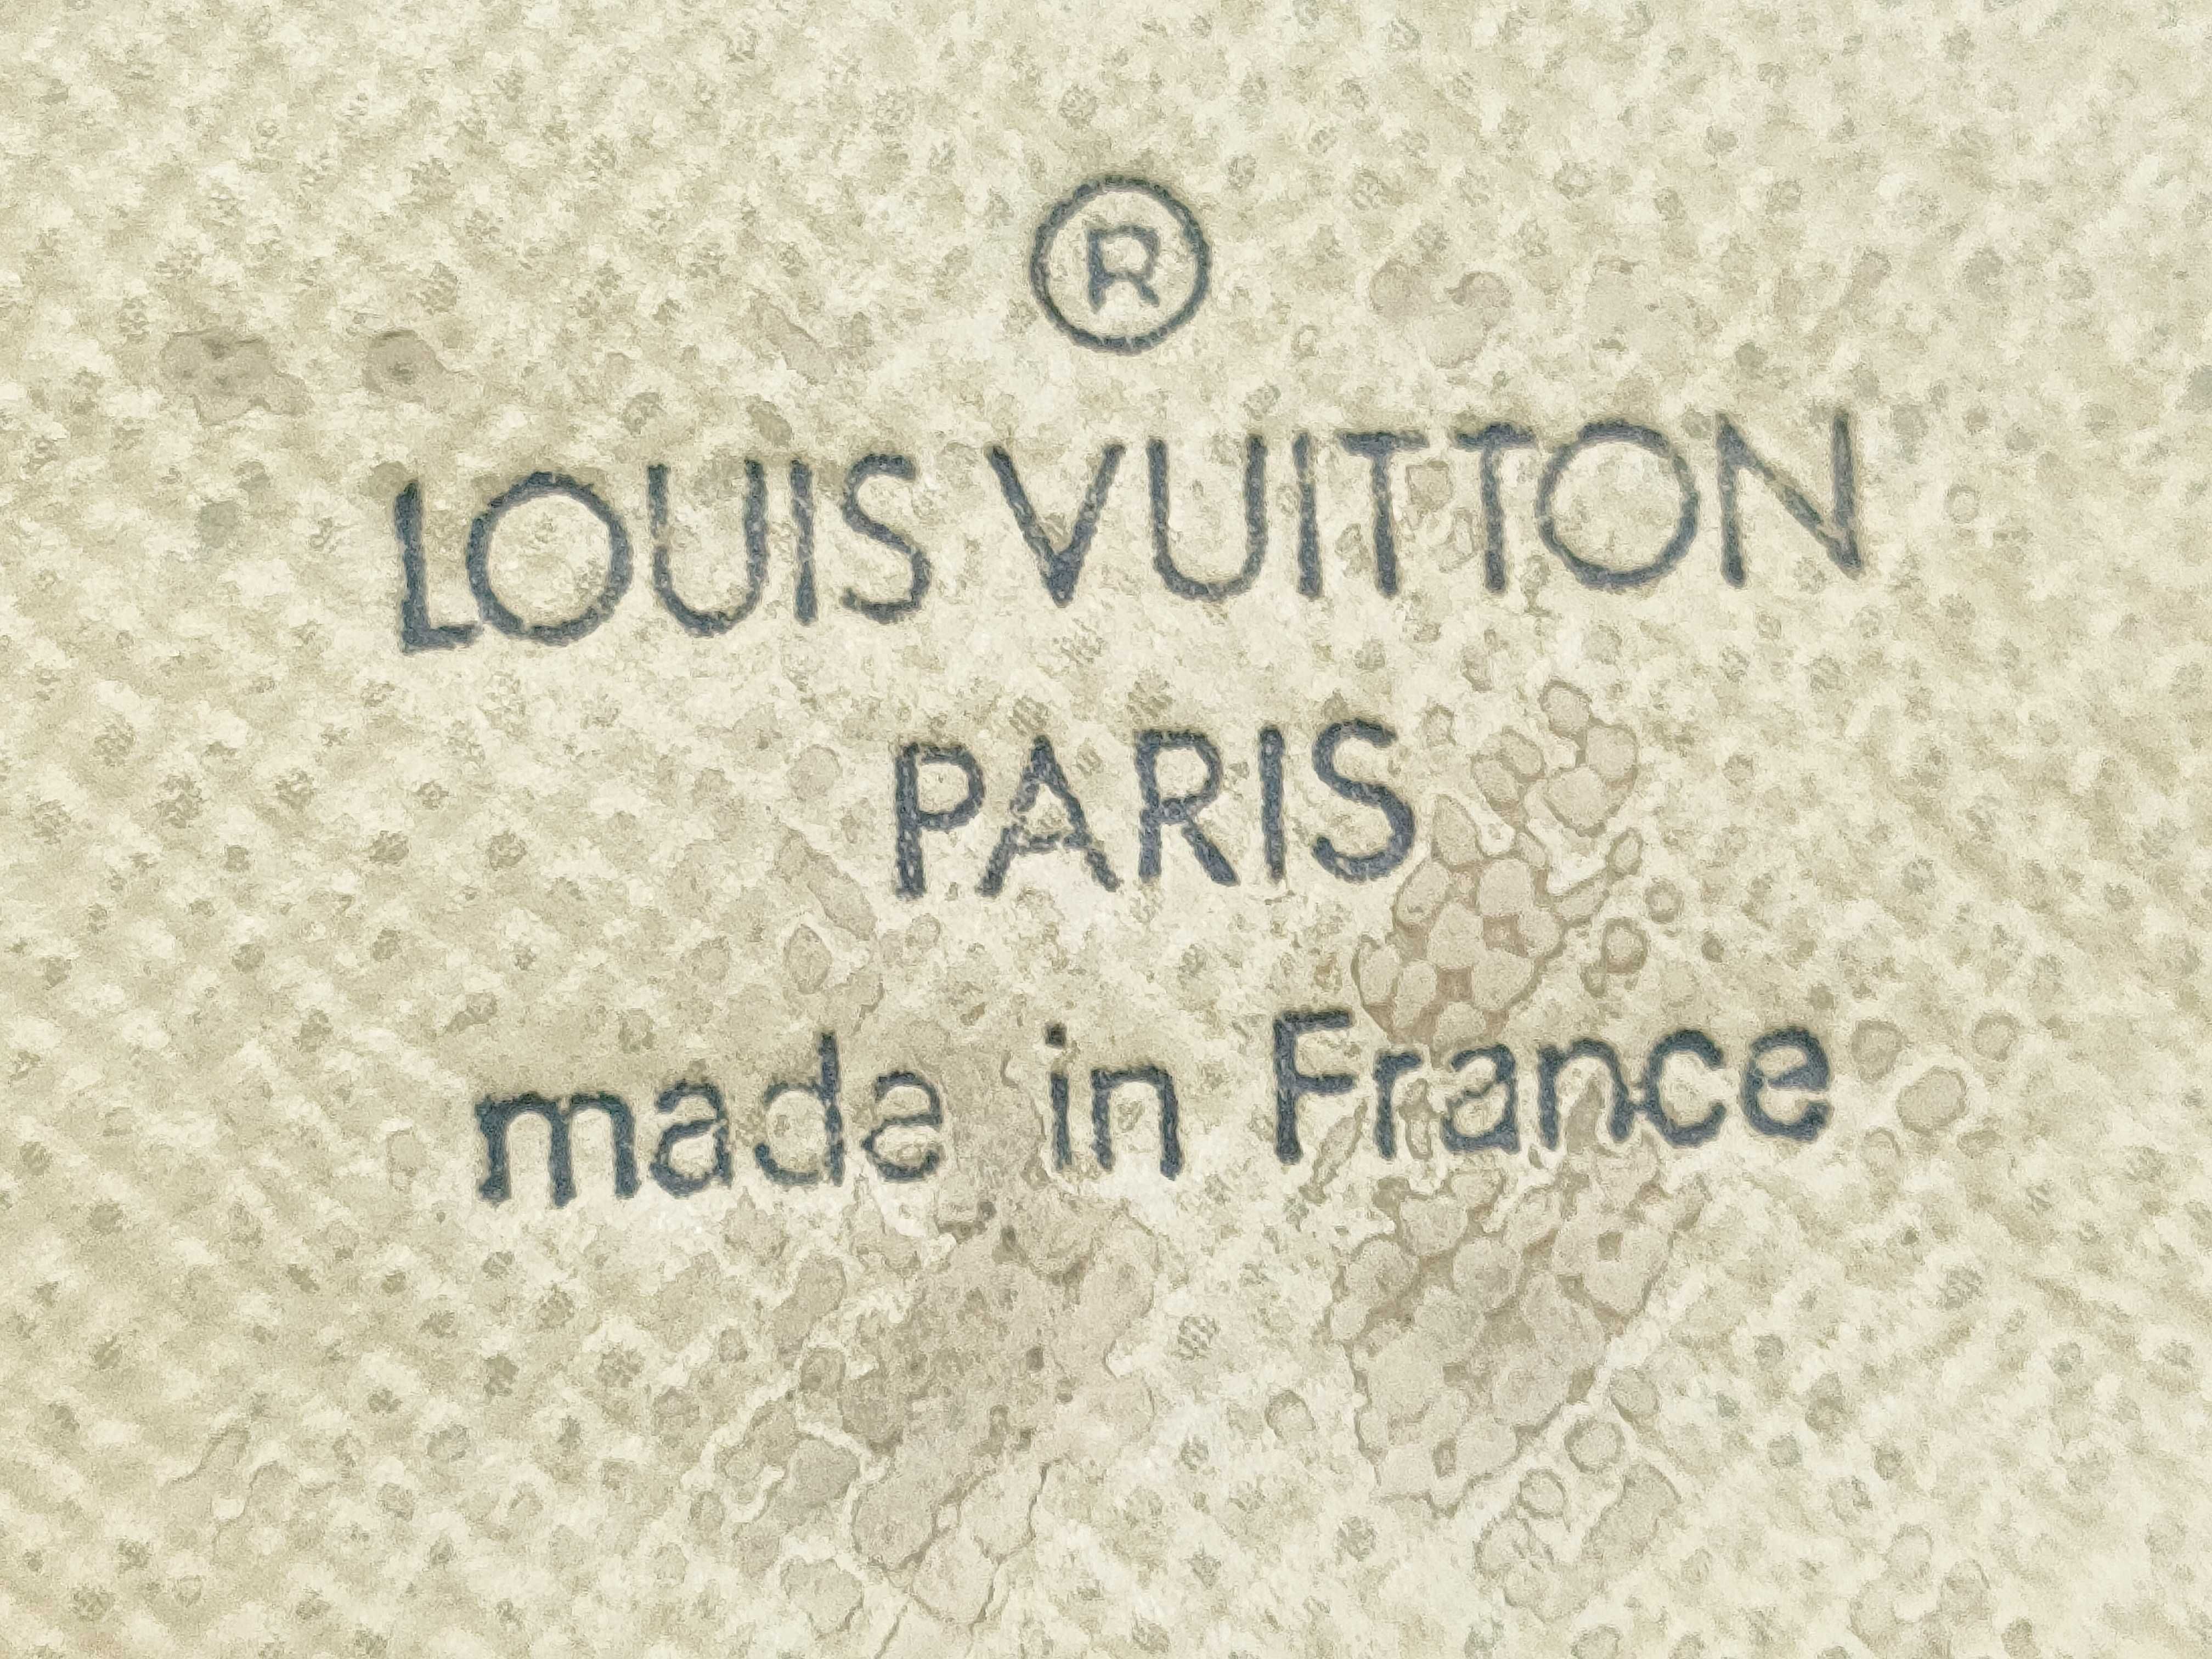 ®
LOUIS VUITTON
PARIS
made in France